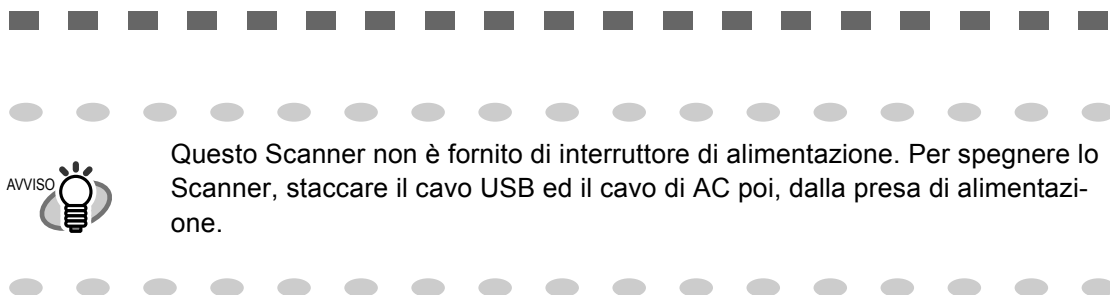 Questo Scanner non è fornito di interruttore di alimentazione. Per spegnere lo
AVVISO
Scanner, staccare il cavo USB ed il cavo di AC poi, dalla presa di alimentazi-
one.